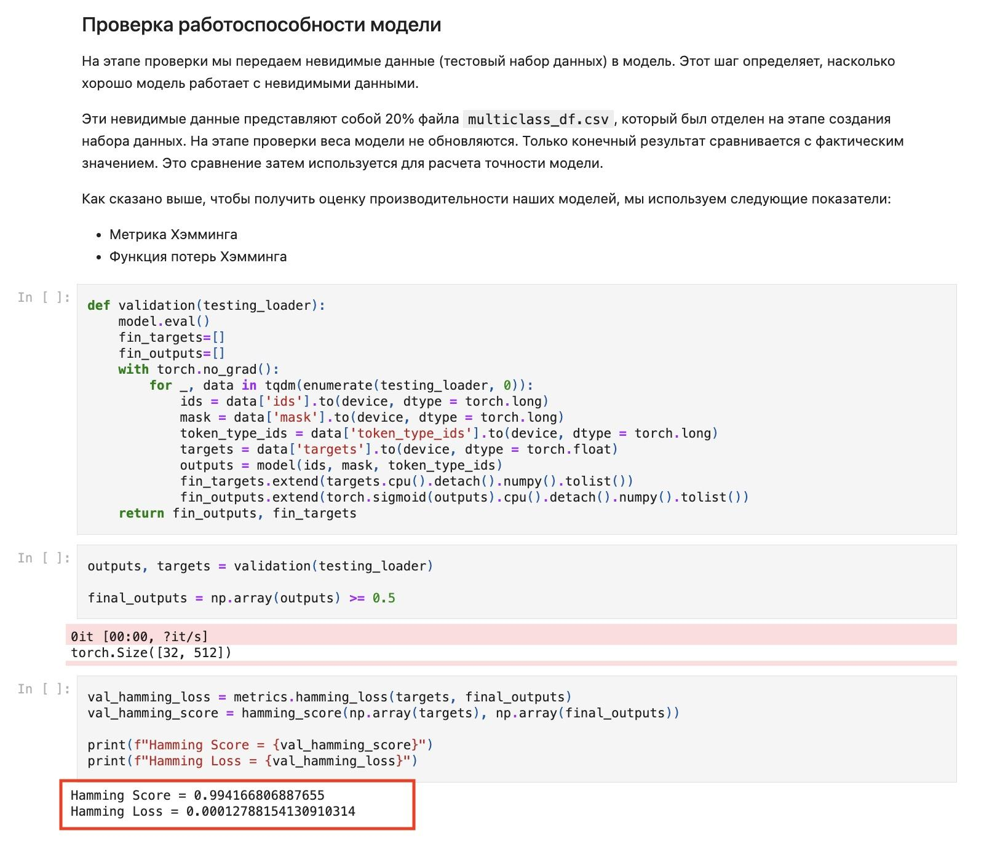 Проверка работоспособности модели
На этапе проверки мы передаем невидимые данные (тестовый набор данных) в модель. Этот шаг определяет, насколько
хорошо модель работает с невидимыми данными.
Эти невидимые данные представляют собой 20% файла multiclass_df.csv, который был отделен на этапе создания
набора данных. На этапе проверки веса модели не обновляются. Только конечный результат сравнивается с фактическим
значением. Это сравнение затем используется для расчета точности модели.
Как сказано выше, чтобы получить оценку производительности наших моделей, мы используем следующие показатели:
• Метрика Хэмминга
• Функция потерь Хэмминга
In [ ]:
def validation(testing_loader):
    model.eval()
    fin_targets=[]
    fin_outputs=[]
    with torch.no_grad():
        for _, data in tqdm(enumerate(testing_loader, 0)):
            ids = data['ids'].to(device, dtype = torch.long)
            mask = data['mask'].to(device, dtype = torch.long)
            token_type_ids = data['token_type_ids'].to(device, dtype = torch.long)
            targets = data['targets'].to(device, dtype = torch.float)
            outputs = model(ids, mask, token_type_ids)
            fin_targets.extend(targets.cpu().detach().numpy().tolist())
            fin_outputs.extend(torch.sigmoid(outputs).cpu().detach().numpy().tolist())
    return fin_outputs, fin_targets
In [ ]:
outputs, targets = validation(testing_loader)
final_outputs = np.array(outputs) >= 0.5
0it [00:00, ?it/s]
torch.Size([32, 512])
In [ ]:
val_hamming_loss = metrics.hamming_loss(targets, final_outputs)
val_hamming_score = hamming_score(np.array(targets), np.array(final_outputs))
print(f"Hamming Score = {val_hamming_score}")
print(f"Hamming Loss = {val_hamming_loss}")
Hamming Score = 0.994166806887655
Hamming Loss = 0.00012788154130910314